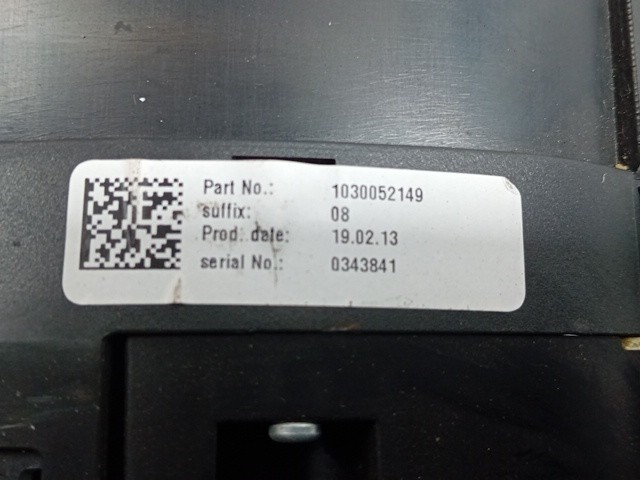 Part No.: 1030052149
suffix: 08
Prod. date: 19.02.13
serial No.: 0343841